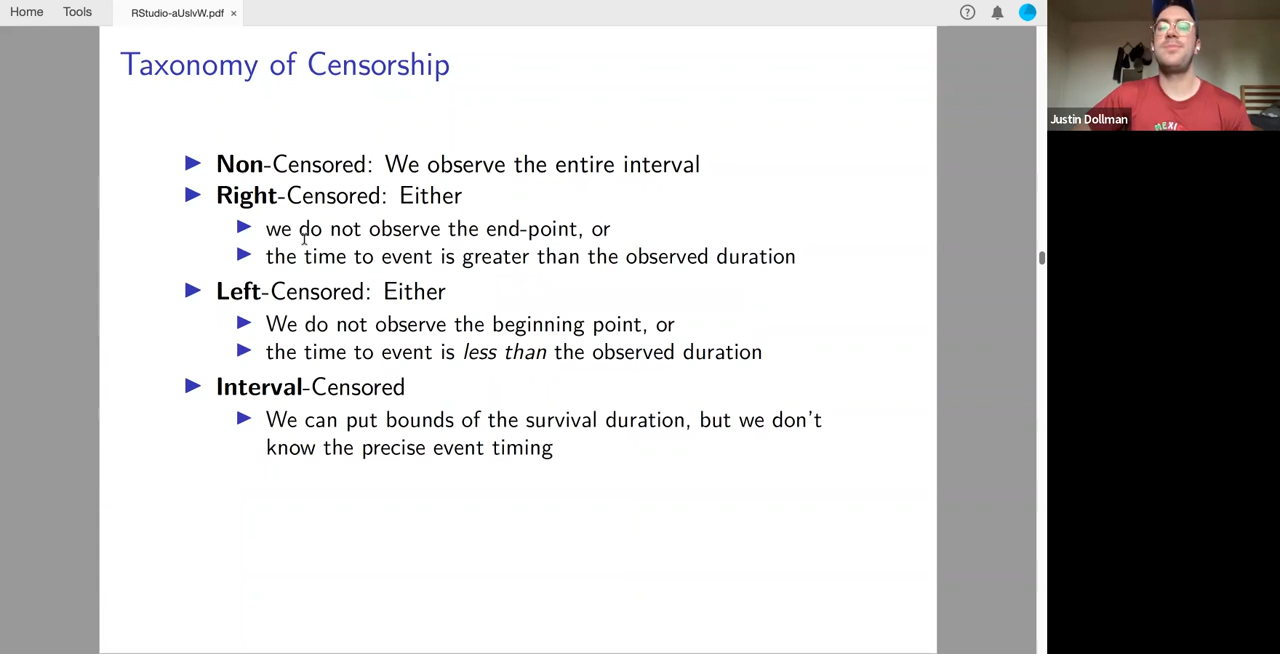 Home Tools RStudio-aUslvW.pdf ×
?
Taxonomy of Censorship
Non-Censored: We observe the entire interval
Right-Censored: Either
we do not observe the end-point, or
the time to event is greater than the observed duration
Left-Censored: Either
We do not observe the beginning point, or
the time to event is less than the observed duration
Interval-Censored
We can put bounds of the survival duration, but we don't
know the precise event timing
MEXI
Justin Dollman